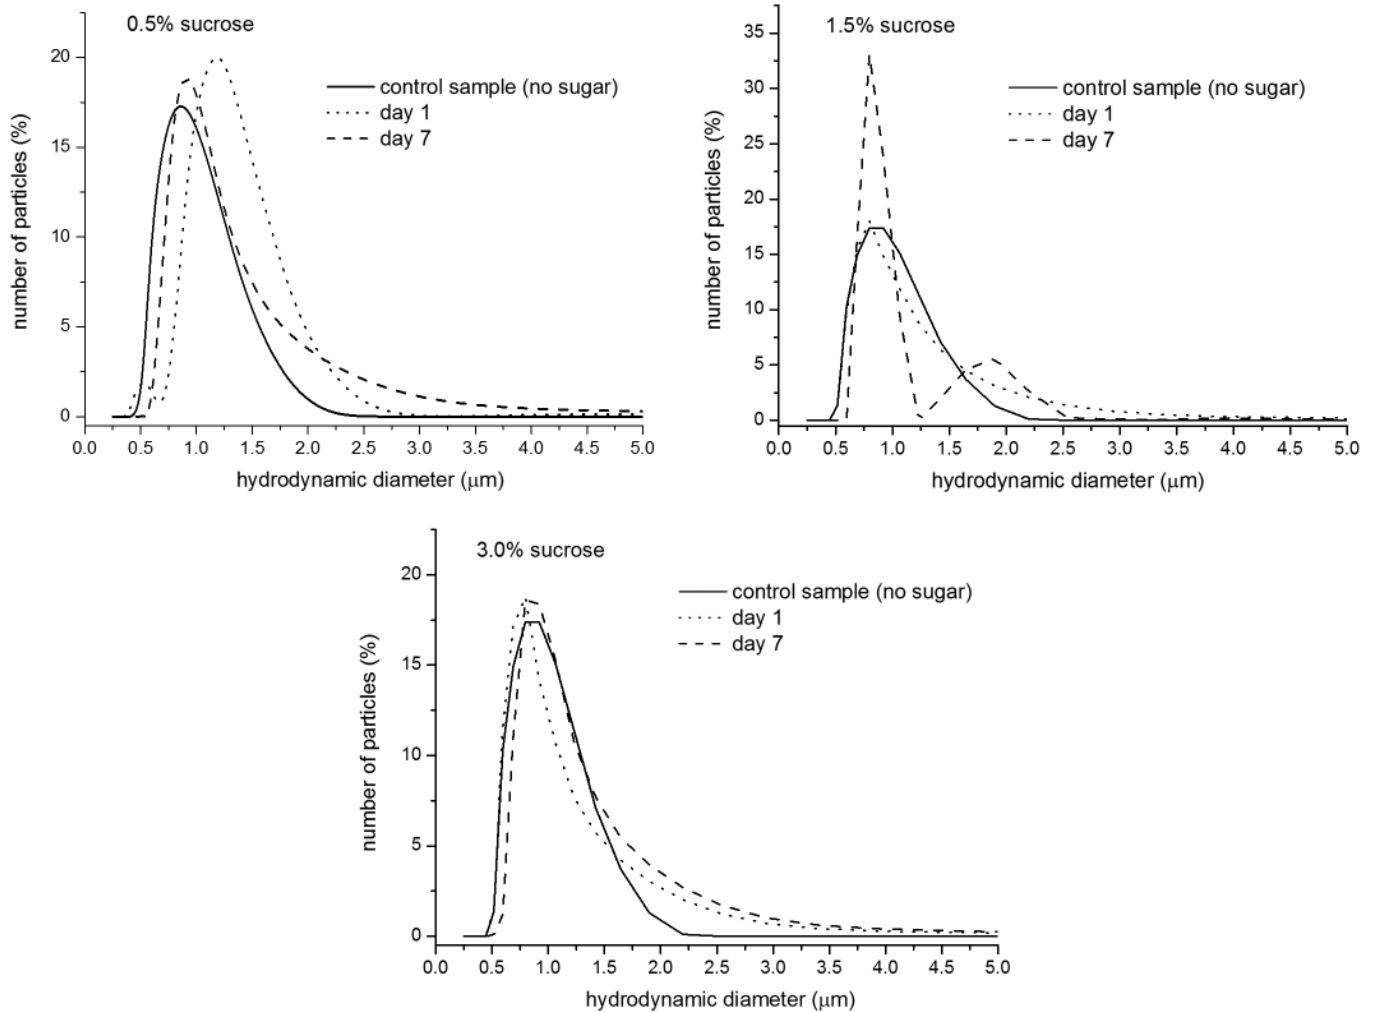 0.5% sucrose
control sample (no sugar)
day 1
day 7
number of particles (%)
20
15
10
5
0
0.0 0.5 1.0 1.5 2.0 2.5 3.0 3.5 4.0 4.5 5.0
hydrodynamic diameter (μm)
1.5% sucrose
control sample (no sugar)
day 1
day 7
number of particles (%)
35
30
25
20
15
10
5
0
0.0 0.5 1.0 1.5 2.0 2.5 3.0 3.5 4.0 4.5 5.0
hydrodynamic diameter (μm)
3.0% sucrose
control sample (no sugar)
day 1
day 7
number of particles (%)
20
15
10
5
0
0.0 0.5 1.0 1.5 2.0 2.5 3.0 3.5 4.0 4.5 5.0
hydrodynamic diameter (μm)